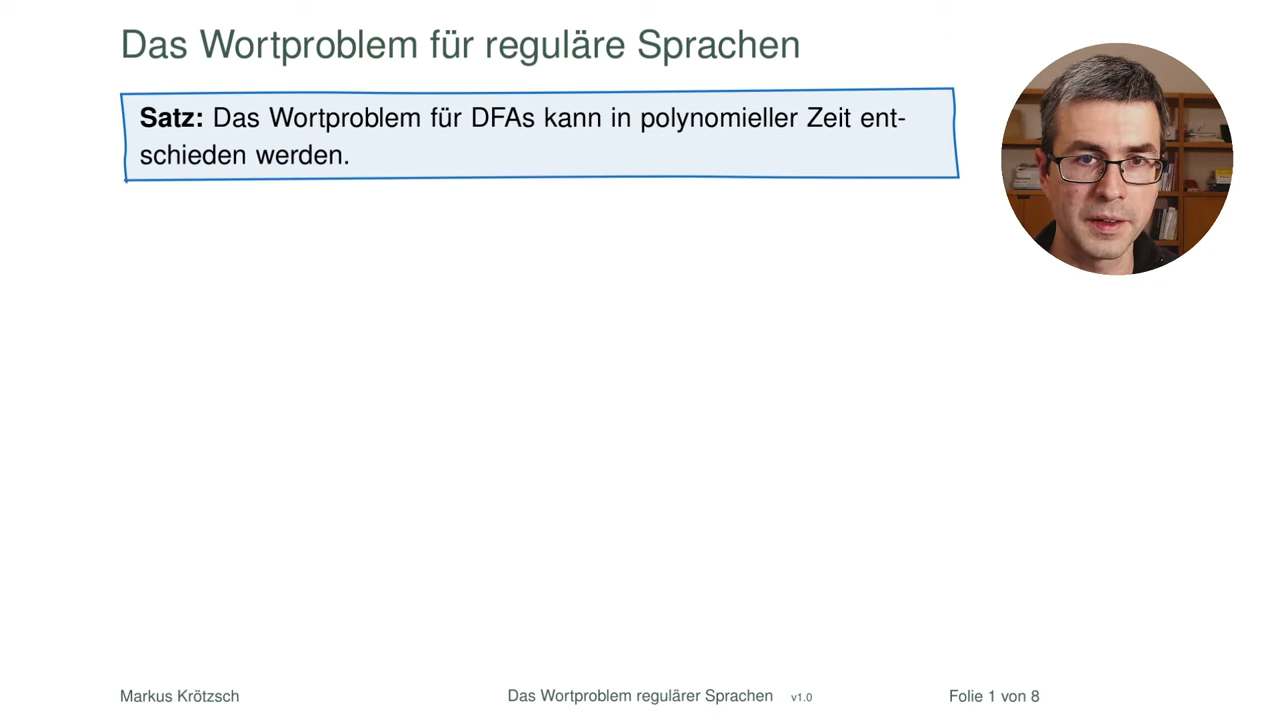 Das Wortproblem für reguläre Sprachen
Satz: Das Wortproblem für DFAs kann in polynomieller Zeit ent-
schieden werden.
Markus Krötzsch
Das Wortproblem regulärer Sprachen v1.0
Folie 1 von 8